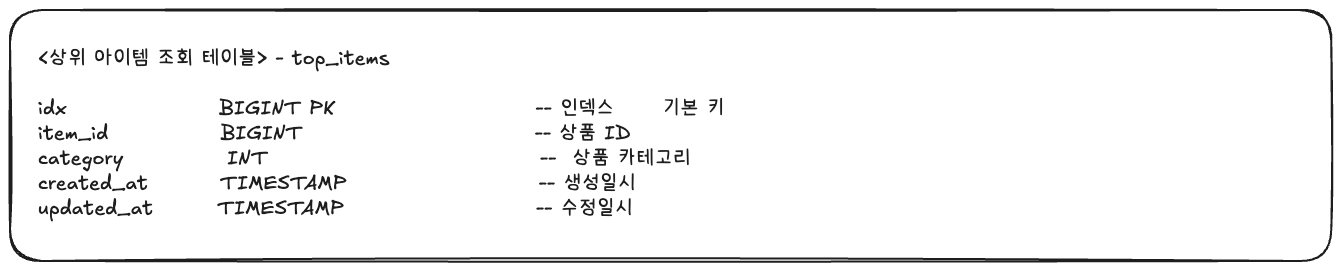 <상위 아이템 조회 테이블> - top_items
idx BIGINT PK -- 인덱스 기본 키
item_id BIGINT -- 상품 ID
category INT -- 상품 카테고리
created_at TIMESTAMP -- 생성일시
updated_at TIMESTAMP -- 수정일시